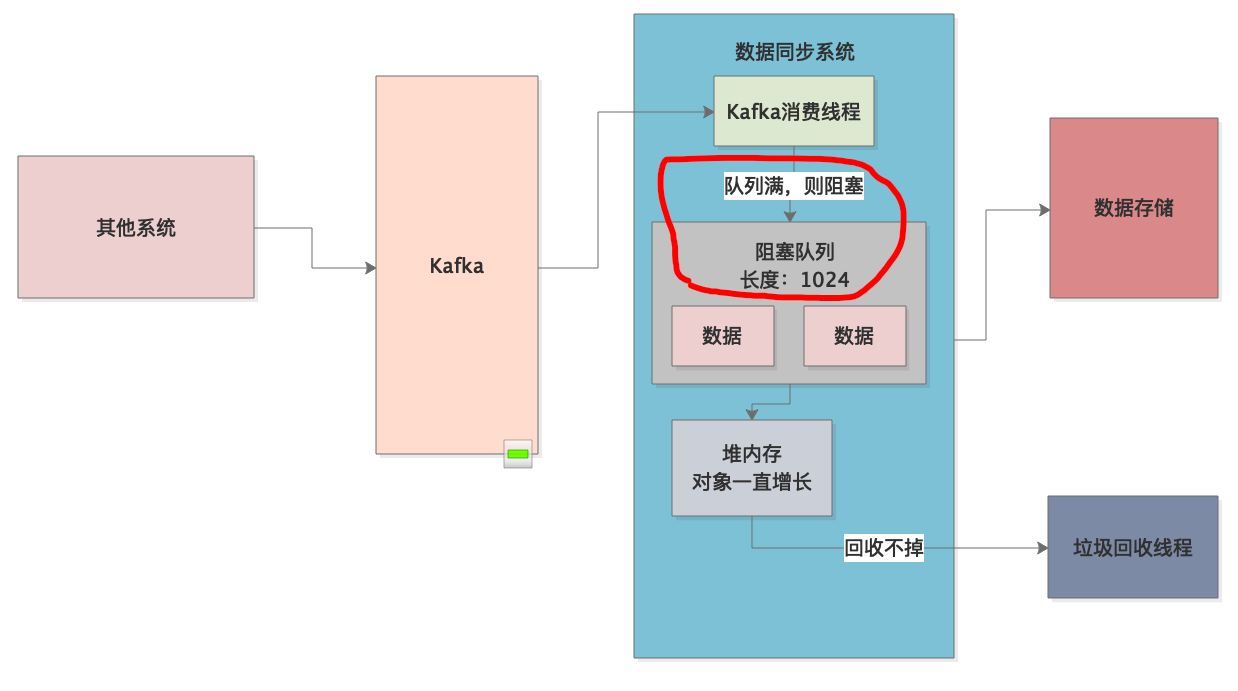 数据同步系统
Kafka消费线程
队列满，则阻塞
其他系统
Kafka
阻塞队列
长度：1024
数据
数据
数据存储
堆内存
对象一直增长
回收不掉
垃圾回收线程